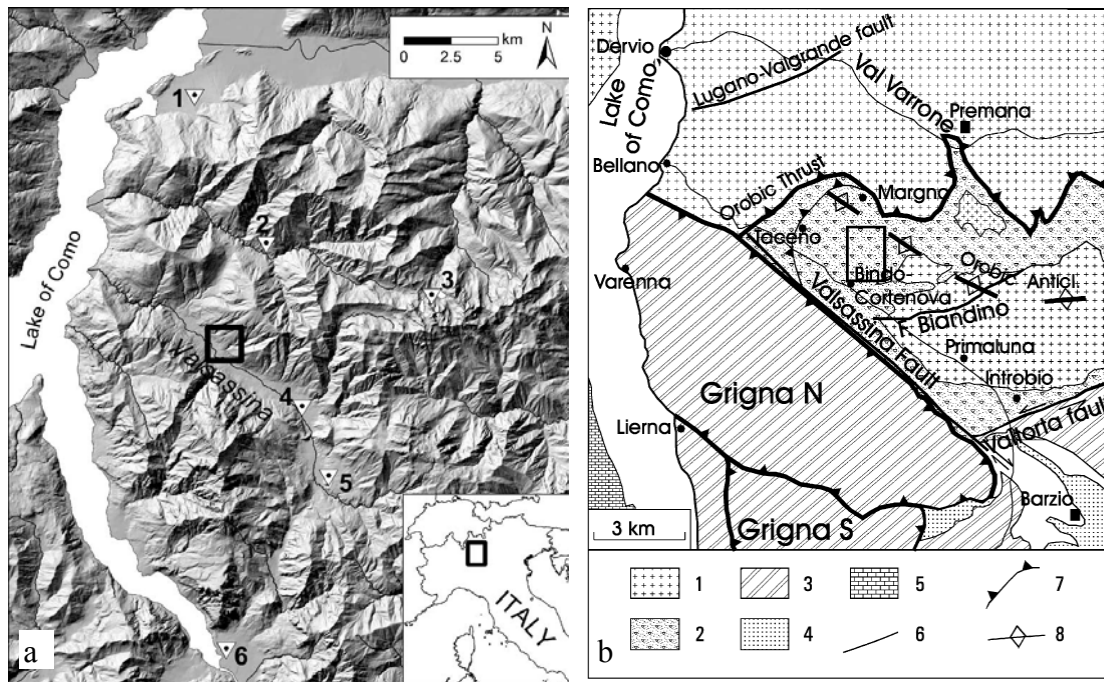 km
0 2.5 5
N
1
2
3
4
5
6
Lake of Como
Valsassina
ITALY
a
Dervio
Lake
of Como,
Lugano-Valgrande fault
Val Varrone
Premana
Bellano
Orobic Thrust
Margno
Taceno
Varenna
Bindo-
Cortenova
Orobic
Anticl.
F. Biandino
Valsassina Fault
Primaluna
Introbio
Grigna N
Lierna
Valtorta fault
Barzio
3 km
Grigna S
1 3 5 7
2 4 6 8
b